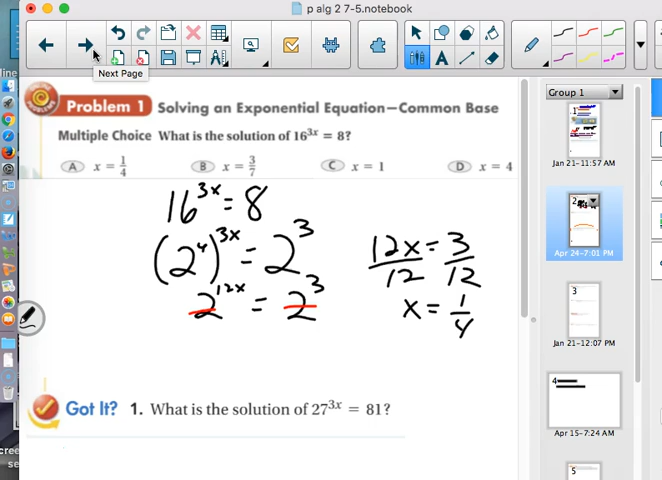 p alg 2 7-5.notebook
Next Page
Group 1
Problem 1 Solving an Exponential Equation—Common Base
Multiple Choice What is the solution of 16^{3x} = 8?
A x = 1/4 B x = 3/7 C x = 1 D x = 4
16^{3x} = 8
(2^4)^{3x} = 2^3
2^{12x} = 2^3
12x = 3
12 12
x = 1/4
Got It? 1. What is the solution of 27^{3x} = 81?
1
Jan 21-11:57 AM
2
Apr 24-7:01 PM
3
Jan 21-12:07 PM
4
Apr 15-7:24 AM
5